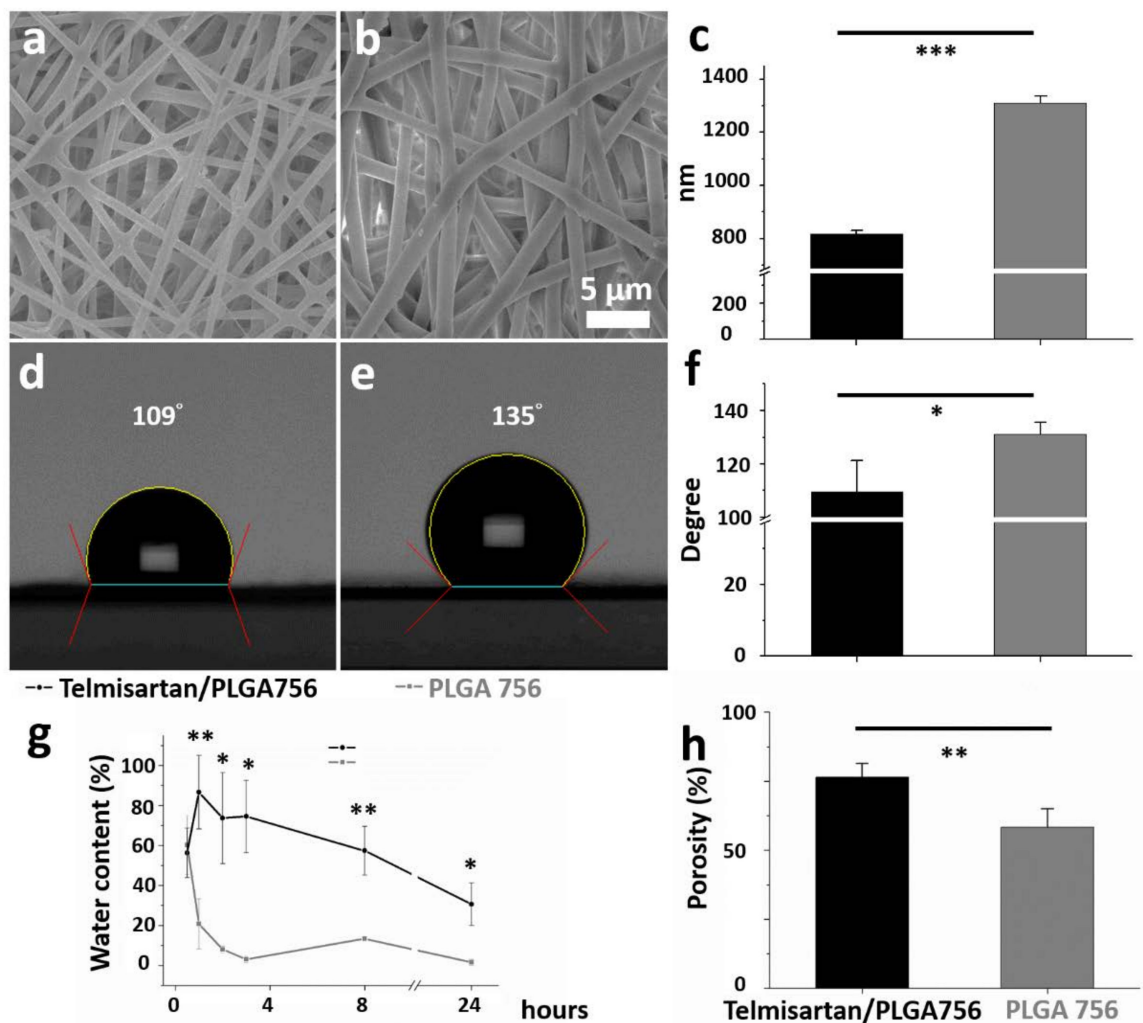 a
b
5 μm
c
***
1400
1200
1000
800
200
0
nm
d
109°
e
135°
f
*
140
120
100
20
0
Degree
Telmisartan/PLGA756
PLGA 756
g
**
*
*
**
*
100
80
60
40
20
0
Water content (%)
0 4 8 24 hours
h
**
100
50
0
Porosity (%)
Telmisartan/PLGA756 PLGA 756